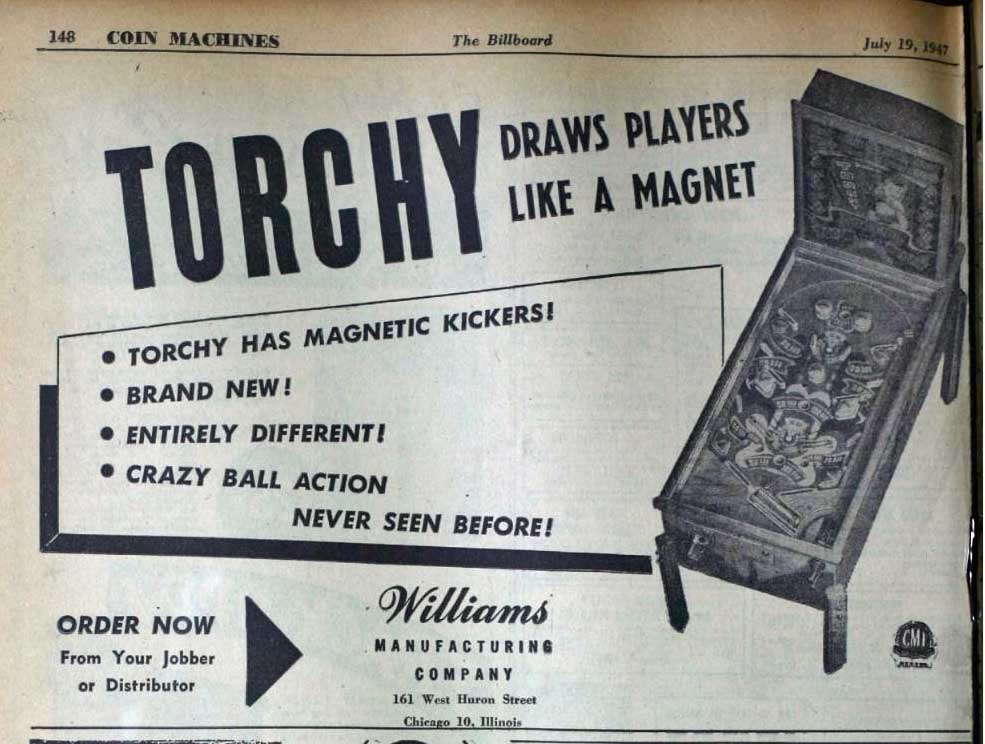 148 COIN MACHINES The Billboard July 19, 1947
TORCHY
DRAWS PLAYERS
LIKE A MAGNET
• TORCHY HAS MAGNETIC KICKERS!
• BRAND NEW!
• ENTIRELY DIFFERENT!
• CRAZY BALL ACTION
NEVER SEEN BEFORE!
ORDER NOW
From Your Jobber
or Distributor
Williams
MANUFACTURING
COMPANY
161 West Huron Street
Chicago 10, Illinois
CMI